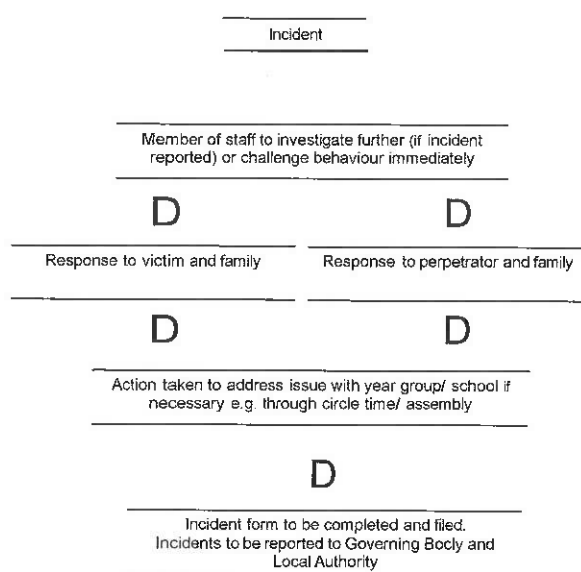 Incident
Member of staff to investigate further (if incident
reported) or challenge behaviour immediately
D D
Response to victim and family Response to perpetrator and family
D D
Action taken to address issue with year group/ school if
necessary e.g. through circle time/ assembly
D
Incident form to be completed and filed.
Incidents to be reported to Governing Body and
Local Authority